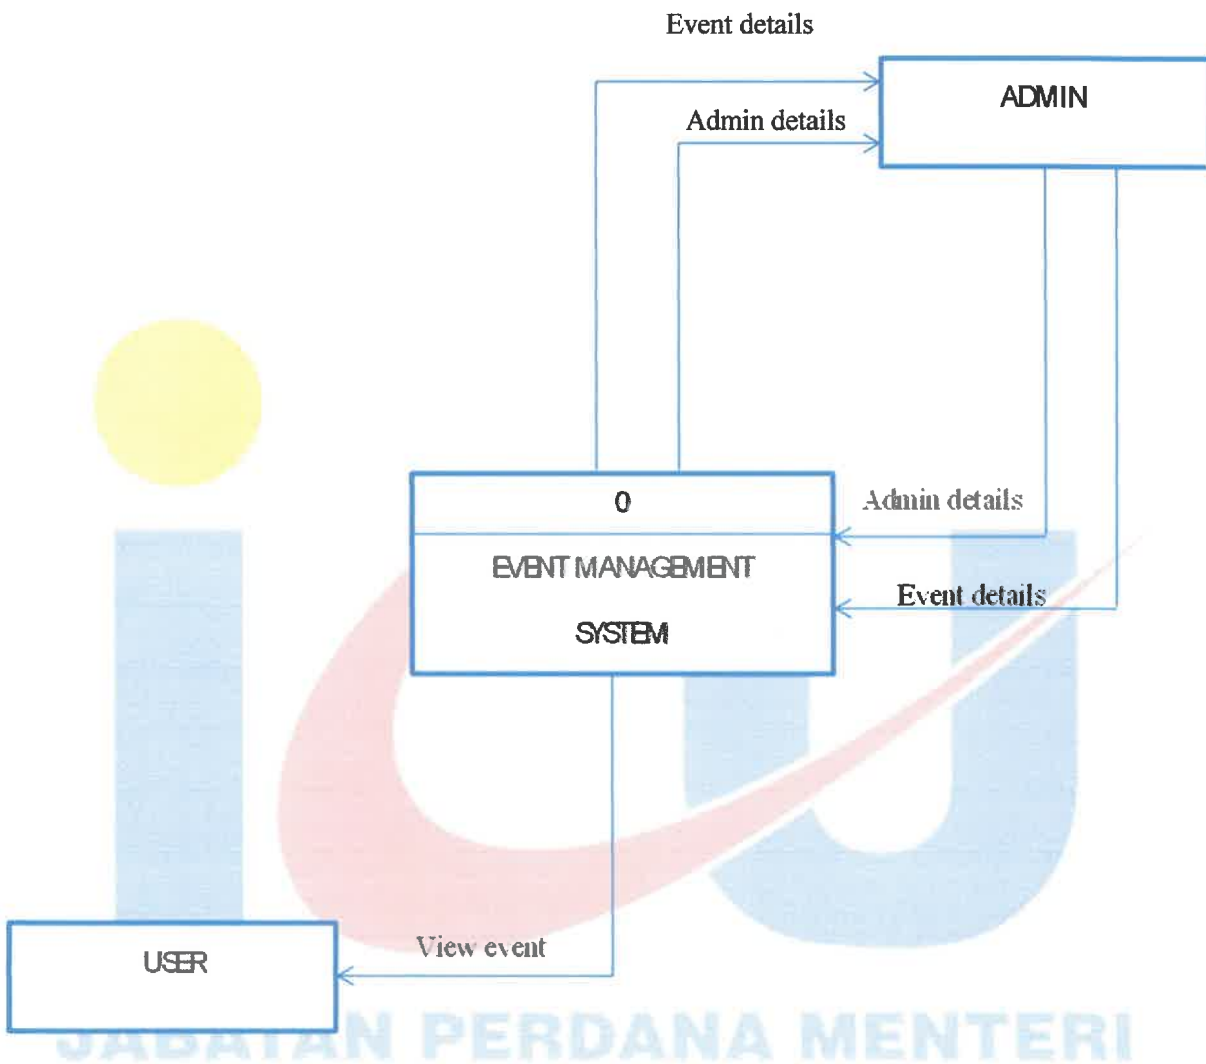 Event details
ADMIN
Admin details
0
Admin details
EVENT MANAGEMENT
Event details
SYSTEM
View event
USER
JABATAN PERDANA MENTERI